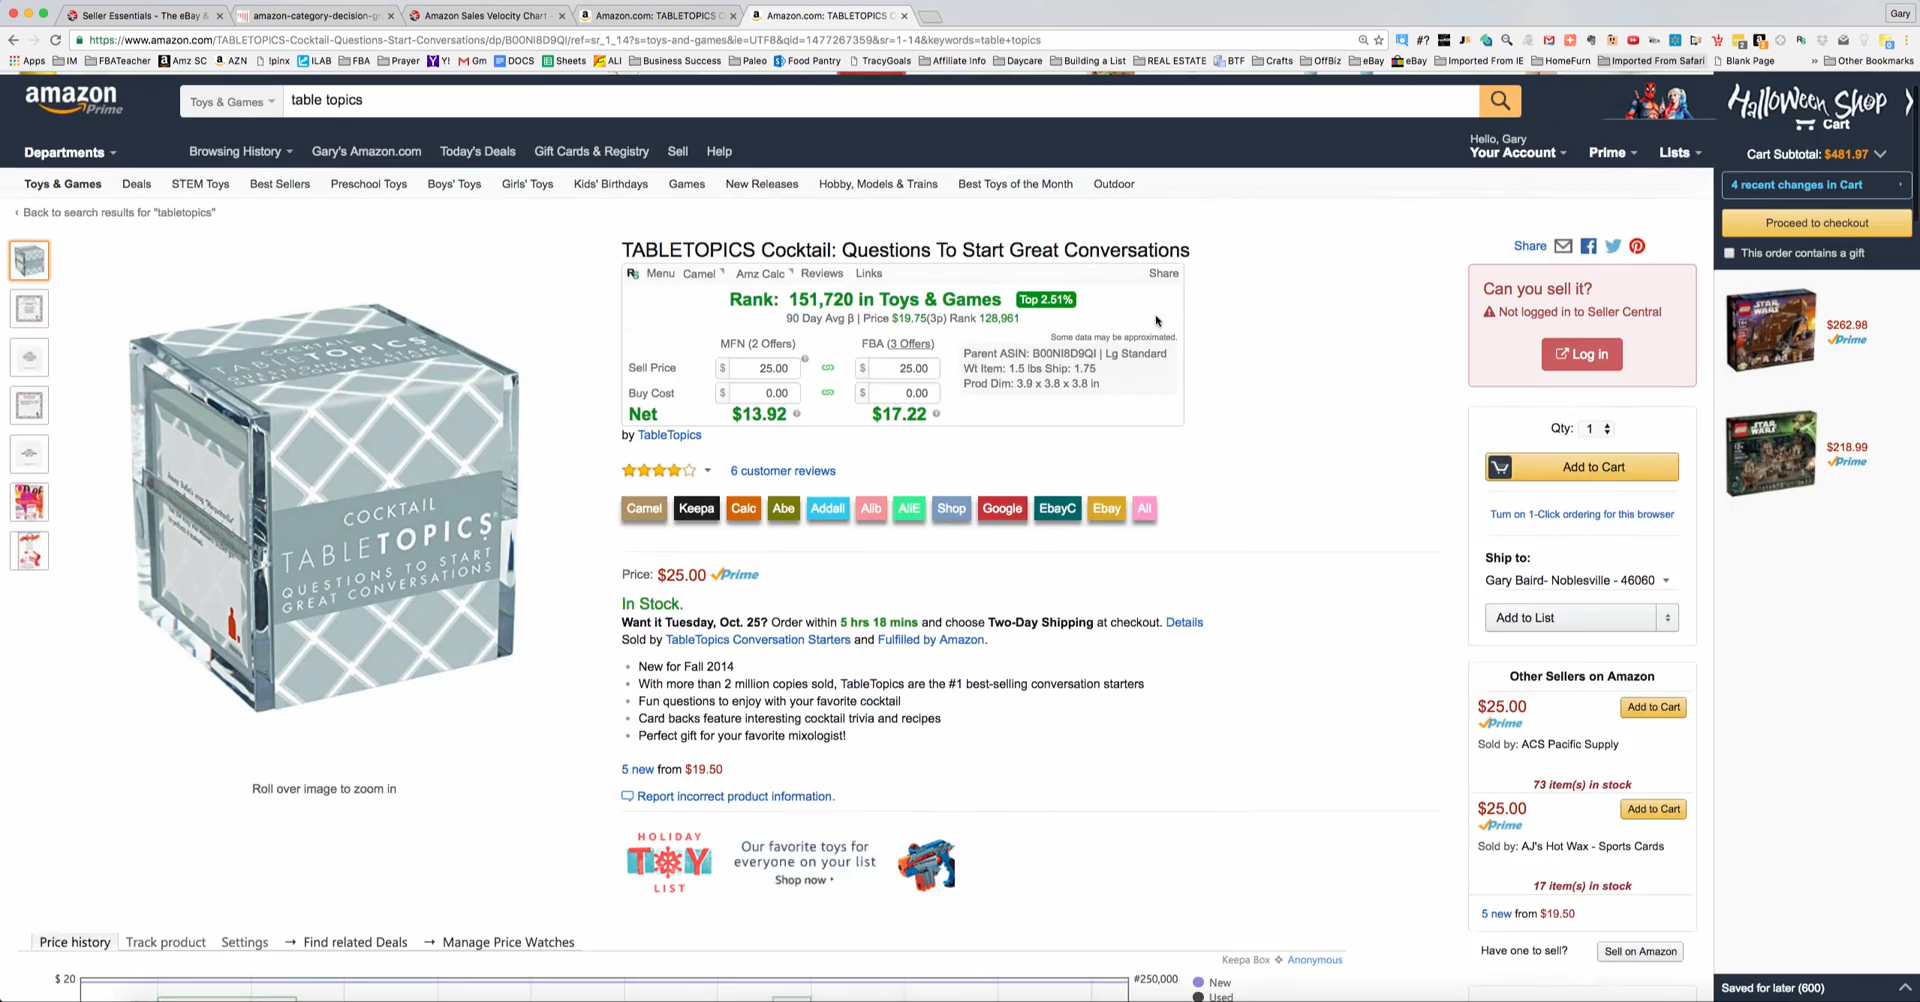 Seller Essentials - The eBay &
amazon-category-decision-gr
Amazon Sales Velocity Chart
Amazon.com: TABLETOPICS C
Amazon.com: TABLETOPICS C
Gary
https://www.amazon.com/TABLETOPICS-Cocktail-Questions-Start-Conversations/dp/B00NI8D9QI/ref=sr_1_14?s=toys-and-games&ie=UTF8&qid=1477267359&sr=1-14&keywords=table+topics
Apps IM FBATeacher Amz SC AZN !pinx ILAB FBA Prayer Y! Gm DOCS Sheets ALI Business Success Paleo Food Pantry TracyGoals Affiliate Info Daycare Building a List REAL ESTATE BTF Crafts OffBiz eBay eBay Imported From IE HomeFurn Imported From Safari Blank Page » Other Bookmarks
amazon
Prime
Toys & Games
table topics
Halloween Shop
Cart
Departments
Browsing History
Gary's Amazon.com
Today's Deals
Gift Cards & Registry
Sell
Help
Hello, Gary
Your Account
Prime
Lists
Cart Subtotal: $481.97
Toys & Games
Deals
STEM Toys
Best Sellers
Preschool Toys
Boys' Toys
Girls' Toys
Kids' Birthdays
Games
New Releases
Hobby, Models & Trains
Best Toys of the Month
Outdoor
4 recent changes in Cart
Proceed to checkout
This order contains a gift
‹ Back to search results for "tabletopics"
TABLETOPICS Cocktail: Questions To Start Great Conversations
RS Menu Camel Amz Calc Reviews Links Share
Rank: 151,720 in Toys & Games Top 2.51%
90 Day Avg β | Price $19.75(3p) Rank 128,961
Some data may be approximated.
MFN (2 Offers)
FBA (3 Offers)
Sell Price $ 25.00 $ 25.00
Buy Cost $ 0.00 $ 0.00
Net $13.92 $17.22
Parent ASIN: B00NI8D9QI | Lg Standard
Wt Item: 1.5 lbs Ship: 1.75
Prod Dim: 3.9 x 3.8 x 3.8 in
by TableTopics
6 customer reviews
Camel Keepa Calc Abe Addall Alib AliE Shop Google EbayC Ebay All
Price: $25.00 Prime
In Stock.
Want it Tuesday, Oct. 25? Order within 5 hrs 18 mins and choose Two-Day Shipping at checkout. Details
Sold by TableTopics Conversation Starters and Fulfilled by Amazon.
• New for Fall 2014
• With more than 2 million copies sold, TableTopics are the #1 best-selling conversation starters
• Fun questions to enjoy with your favorite cocktail
• Card backs feature interesting cocktail trivia and recipes
• Perfect gift for your favorite mixologist!
5 new from $19.50
Report incorrect product information.
COCKTAIL
TABLETOPICS
COCKTAIL
TABLETOPICS
QUESTIONS TO START
GREAT CONVERSATIONS
Roll over image to zoom in
HOLIDAY
TOY
LIST
Our favorite toys for
everyone on your list
Shop now
Share
Can you sell it?
Not logged in to Seller Central
Log in
Qty: 1
Add to Cart
Turn on 1-Click ordering for this browser
Ship to:
Gary Baird- Noblesville - 46060
Add to List
Other Sellers on Amazon
$25.00 Add to Cart
Prime
Sold by: ACS Pacific Supply
73 item(s) in stock
$25.00 Add to Cart
Prime
Sold by: AJ's Hot Wax - Sports Cards
17 item(s) in stock
5 new from $19.50
Have one to sell? Sell on Amazon
STAR WARS
$262.98
Prime
STAR WARS
$218.99
Prime
Saved for later (600)
Price history
Track product
Settings
→ Find related Deals
→ Manage Price Watches
Keepa Box ❖ Anonymous
$ 20
#250,000
New
Used